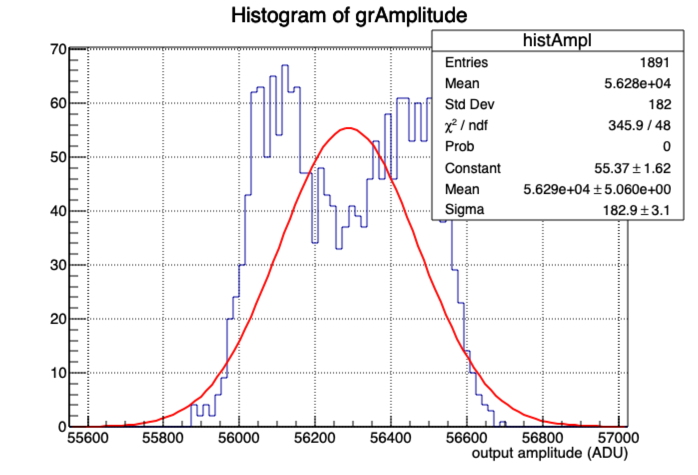 Histogram of grAmplitude
histAmpl
Entries 1891
Mean 5.628e+04
Std Dev 182
χ² / ndf 345.9 / 48
Prob 0
Constant 55.37 ± 1.62
Mean 5.629e+04 ± 5.060e+00
Sigma 182.9 ± 3.1
70
60
50
40
30
20
10
0
55600 55800 56000 56200 56400 56600 56800 57000
output amplitude (ADU)